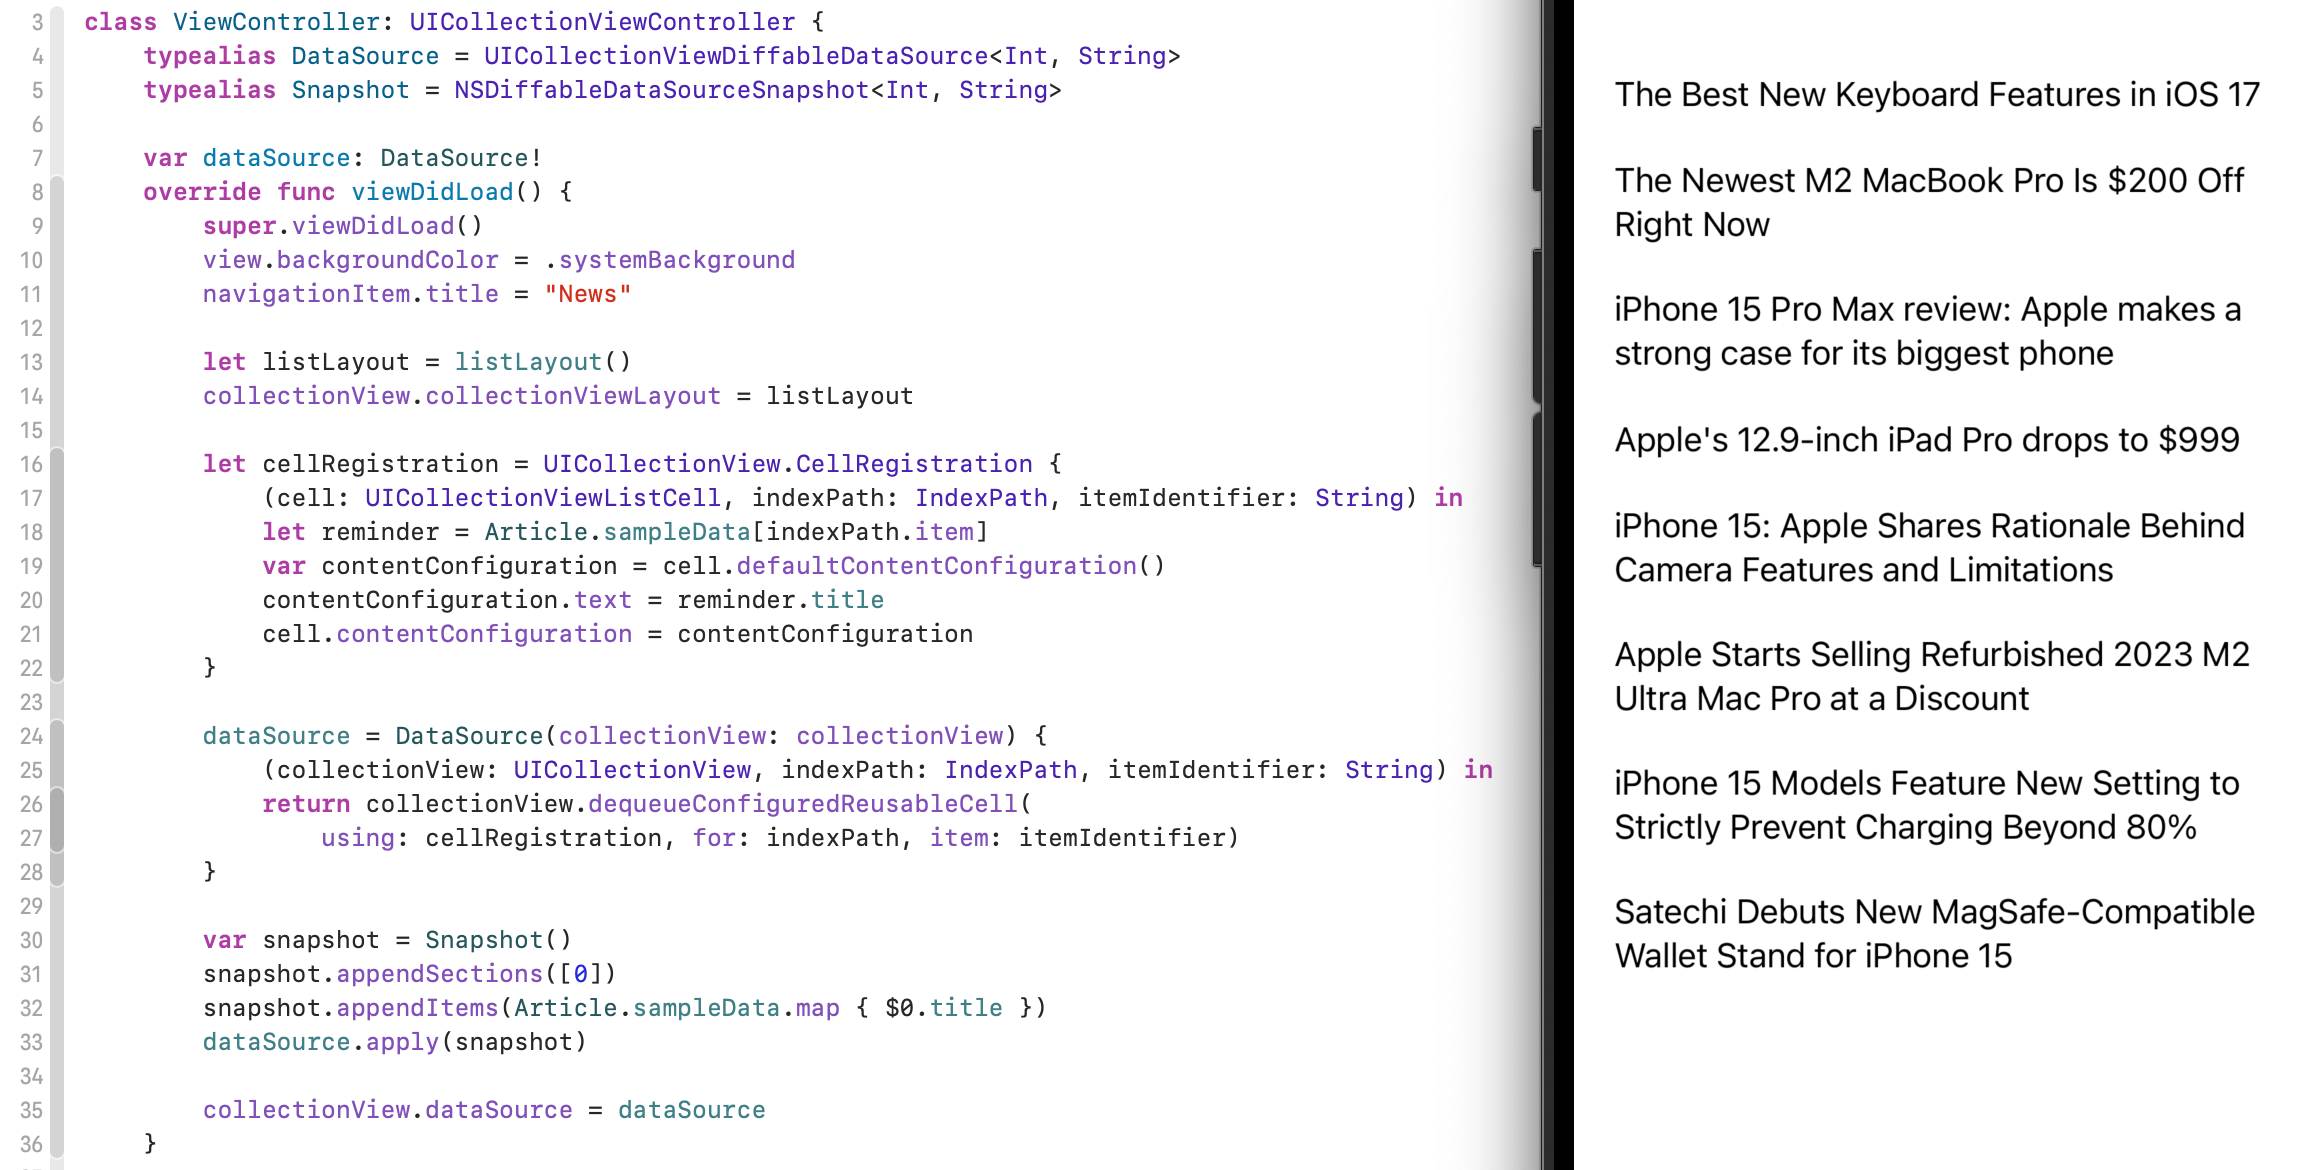 3 class ViewController: UICollectionViewController {
4 typealias DataSource = UICollectionViewDiffableDataSource<Int, String>
5 typealias Snapshot = NSDiffableDataSourceSnapshot<Int, String>
6
7 var dataSource: DataSource!
8 override func viewDidLoad() {
9 super.viewDidLoad()
10 view.backgroundColor = .systemBackground
11 navigationItem.title = "News"
12
13 let listLayout = listLayout()
14 collectionView.collectionViewLayout = listLayout
15
16 let cellRegistration = UICollectionView.CellRegistration {
17 (cell: UICollectionViewListCell, indexPath: IndexPath, itemIdentifier: String) in
18 let reminder = Article.sampleData[indexPath.item]
19 var contentConfiguration = cell.defaultContentConfiguration()
20 contentConfiguration.text = reminder.title
21 cell.contentConfiguration = contentConfiguration
22 }
23
24 dataSource = DataSource(collectionView: collectionView) {
25 (collectionView: UICollectionView, indexPath: IndexPath, itemIdentifier: String) in
26 return collectionView.dequeueConfiguredReusableCell(
27 using: cellRegistration, for: indexPath, item: itemIdentifier)
28 }
29
30 var snapshot = Snapshot()
31 snapshot.appendSections([0])
32 snapshot.appendItems(Article.sampleData.map { $0.title })
33 dataSource.apply(snapshot)
34
35 collectionView.dataSource = dataSource
36 }
The Best New Keyboard Features in iOS 17
The Newest M2 MacBook Pro Is $200 Off
Right Now
iPhone 15 Pro Max review: Apple makes a
strong case for its biggest phone
Apple's 12.9-inch iPad Pro drops to $999
iPhone 15: Apple Shares Rationale Behind
Camera Features and Limitations
Apple Starts Selling Refurbished 2023 M2
Ultra Mac Pro at a Discount
iPhone 15 Models Feature New Setting to
Strictly Prevent Charging Beyond 80%
Satechi Debuts New MagSafe-Compatible
Wallet Stand for iPhone 15